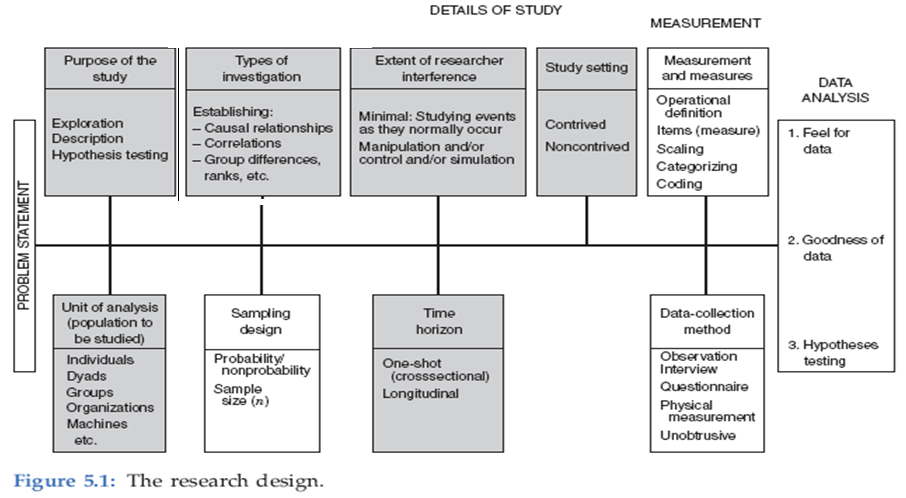 DETAILS OF STUDY
MEASUREMENT
Purpose of the
study
Exploration
Description
Hypothesis testing
Types of
investigation
Establishing:
– Causal relationships
– Correlations
– Group differences,
ranks, etc.
Extent of researcher
interference
Minimal: Studying events
as they normally occur
Manipulation and/or
control and/or simulation
Study setting
Contrived
Noncontrived
Measurement
and measures
Operational
definition
Items (measure)
Scaling
Categorizing
Coding
DATA
ANALYSIS
1. Feel for
data
2. Goodness of
data
3. Hypotheses
testing
PROBLEM STATEMENT
Unit of analysis
(population to
be studied)
Individuals
Dyads
Groups
Organizations
Machines
etc.
Sampling
design
Probability/
nonprobability
Sample
size (n)
Time
horizon
One-shot
(crosssectional)
Longitudinal
Data-collection
method
Observation
Interview
Questionnaire
Physical
measurement
Unobtrusive
Figure 5.1: The research design.